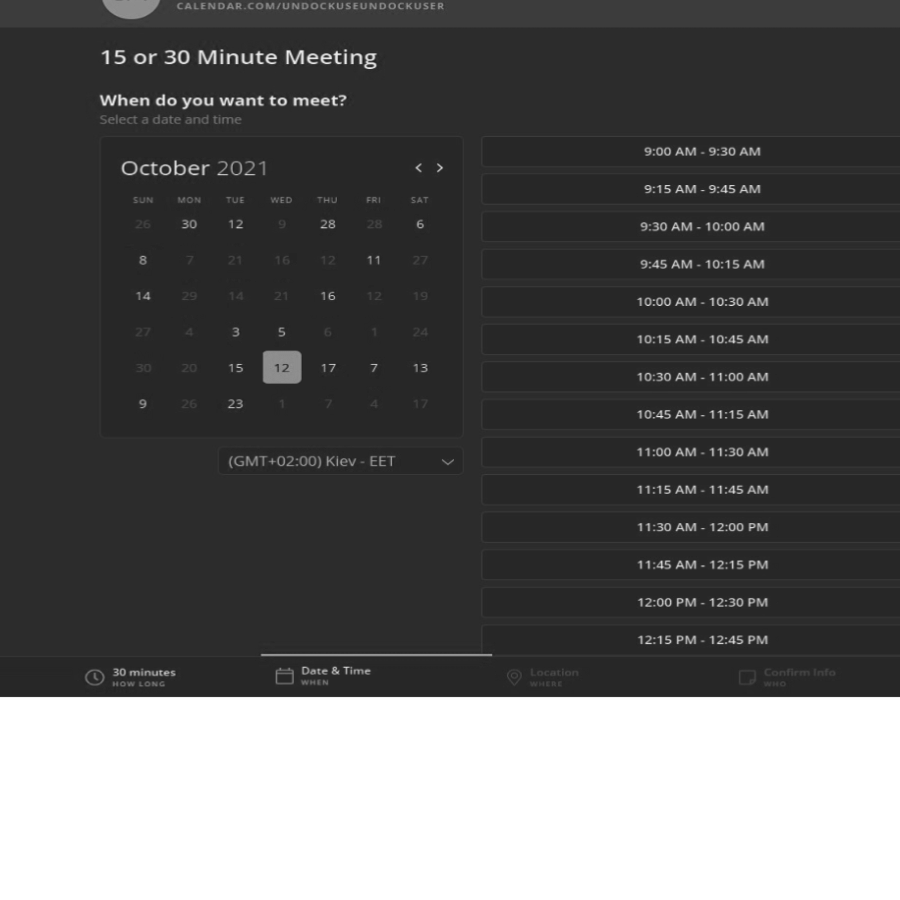 CALENDAR.COM/UNDOCKUSEUNDOCKUSER
15 or 30 Minute Meeting
When do you want to meet?
Select a date and time
October 2021 < >
SUN MON TUE WED THU FRI SAT
26 30 12 9 28 28 6
8 7 21 16 12 11 27
14 29 14 21 16 12 19
27 4 3 5 6 1 24
30 20 15 12 17 7 13
9 26 23 1 7 4 17
(GMT+02:00) Kiev - EET
9:00 AM - 9:30 AM
9:15 AM - 9:45 AM
9:30 AM - 10:00 AM
9:45 AM - 10:15 AM
10:00 AM - 10:30 AM
10:15 AM - 10:45 AM
10:30 AM - 11:00 AM
10:45 AM - 11:15 AM
11:00 AM - 11:30 AM
11:15 AM - 11:45 AM
11:30 AM - 12:00 PM
11:45 AM - 12:15 PM
12:00 PM - 12:30 PM
12:15 PM - 12:45 PM
30 minutes
HOW LONG
Date & Time
WHEN
Location
WHERE
Confirm Info
WHO